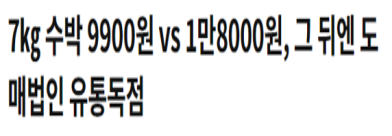 7kg 수박 9900원 vs 1만8000원, 그 뒤엔 도
매법인 유통독점